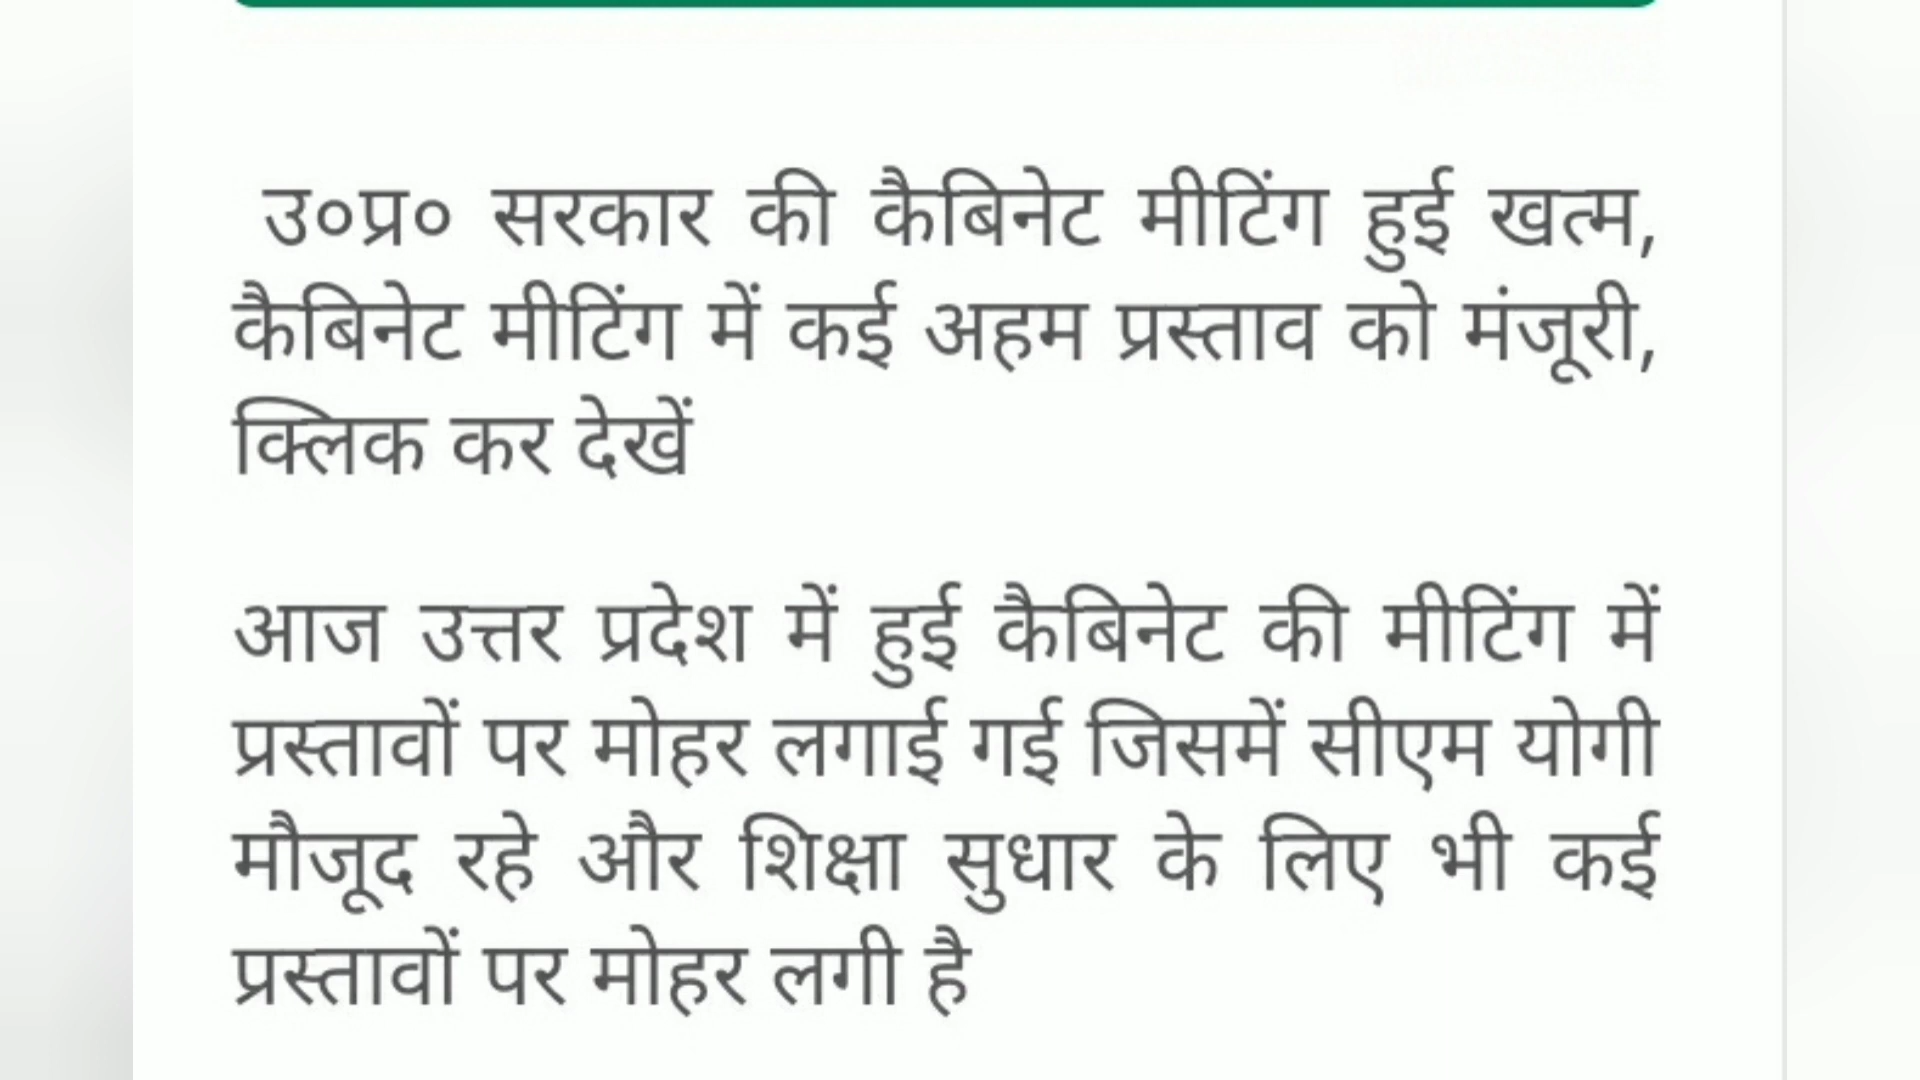 उ०प्र० सरकार की कैबिनेट मीटिंग हुई खत्म,
कैबिनेट मीटिंग में कई अहम प्रस्ताव को मंजूरी,
क्लिक कर देखें
आज उत्तर प्रदेश में हुई कैबिनेट की मीटिंग में
प्रस्तावों पर मोहर लगाई गई जिसमें सीएम योगी
मौजूद रहे और शिक्षा सुधार के लिए भी कई
प्रस्तावों पर मोहर लगी है